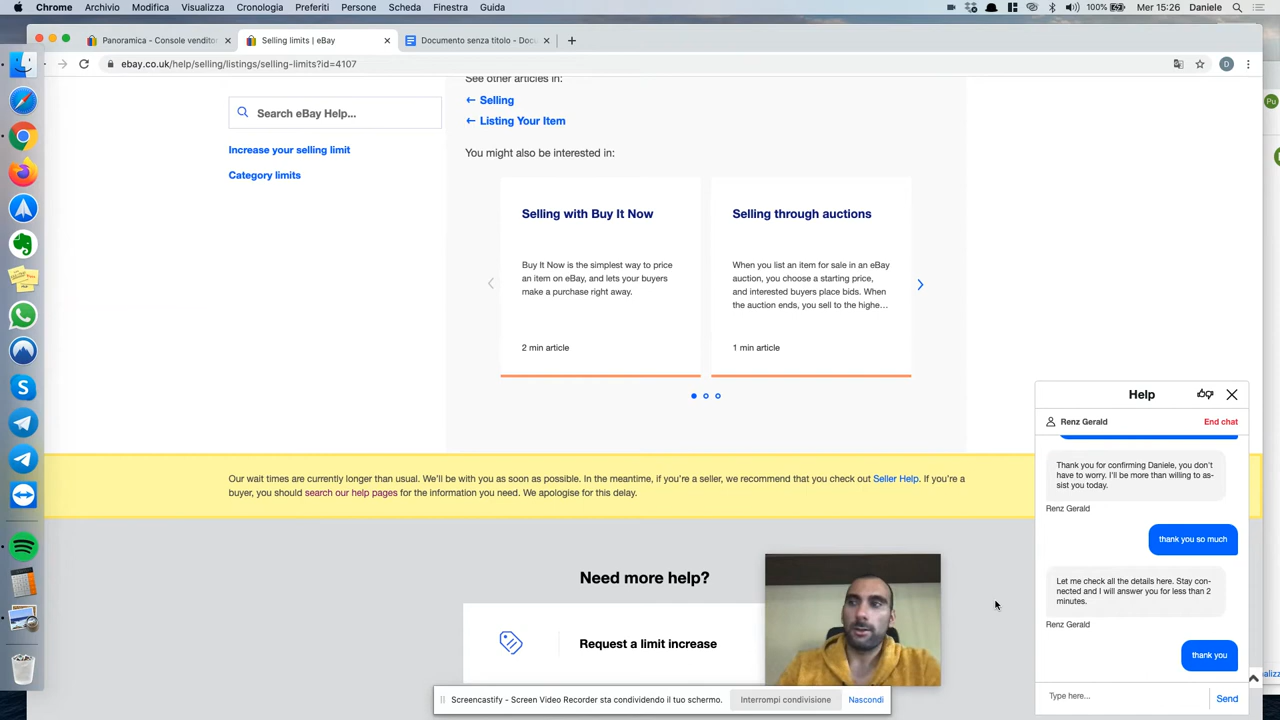 Chrome Archivio Modifica Visualizza Cronologia Preferiti Persone Scheda Finestra Guida
100% Mer 15:26 Daniele
Panoramica - Console vendito
Selling limits | eBay
Documento senza titolo - Docu
ebay.co.uk/help/selling/listings/selling-limits?id=4107
D
Pu
See other articles in:
← Selling
← Listing Your Item
Search eBay Help...
Increase your selling limit
Category limits
You might also be interested in:
Selling with Buy It Now
Buy It Now is the simplest way to price
an item on eBay, and lets your buyers
make a purchase right away.
2 min article
Selling through auctions
When you list an item for sale in an eBay
auction, you choose a starting price,
and interested buyers place bids. When
the auction ends, you sell to the highe...
1 min article
Our wait times are currently longer than usual. We'll be with you as soon as possible. In the meantime, if you're a seller, we recommend that you check out Seller Help. If you're a
buyer, you should search our help pages for the information you need. We apologise for this delay.
Need more help?
Request a limit increase
Help
Renz Gerald
End chat
Thank you for confirming Daniele, you don't
have to worry. I'll be more than willing to as-
sist you today.
Renz Gerald
thank you so much
Let me check all the details here. Stay con-
nected and I will answer you for less than 2
minutes.
Renz Gerald
thank you
Type here...
Send
Screencastify - Screen Video Recorder sta condividendo il tuo schermo.
Interrompi condivisione
Nascondi